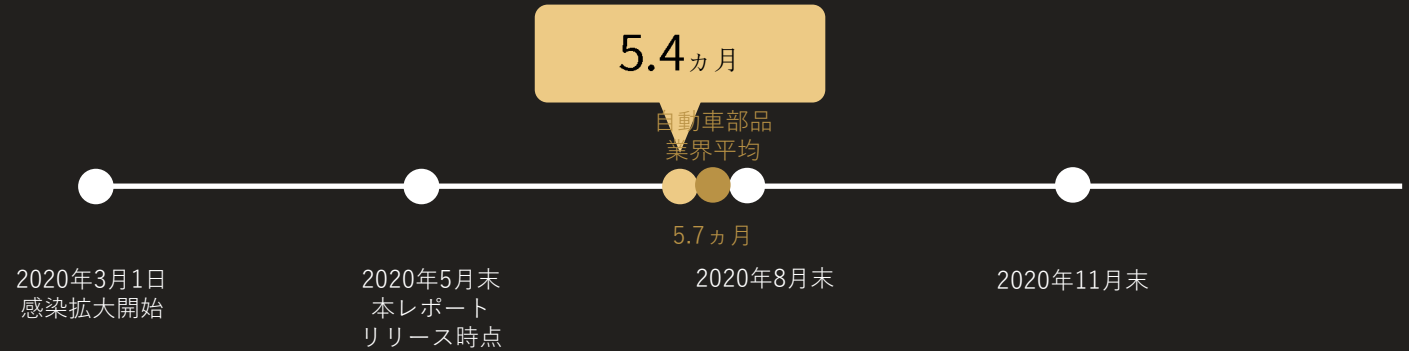 5.4ヵ月
自動車部品
業界平均
5.7ヵ月
2020年3月1日
感染拡大開始
2020年5月末
本レポート
リリース時点
2020年8月末
2020年11月末